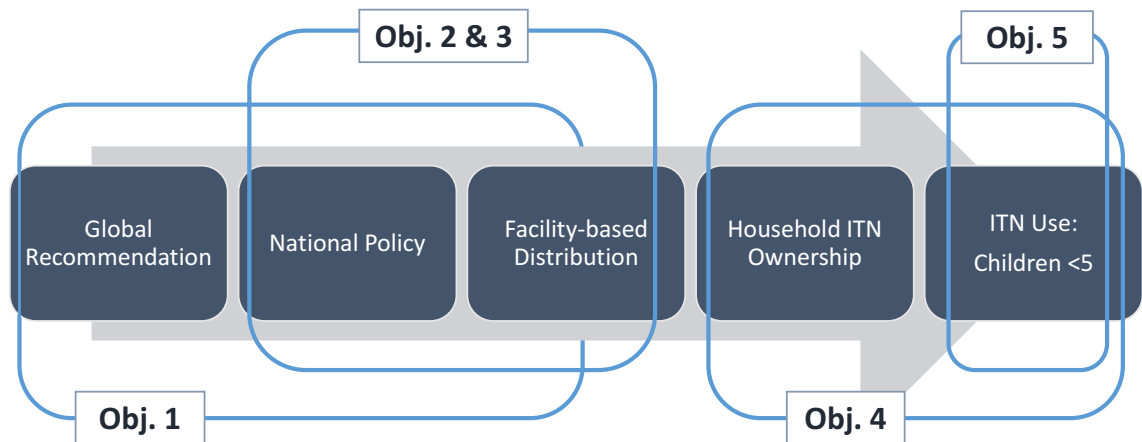 Obj. 2 & 3
Obj. 5
Global
Recommendation
National Policy
Facility-based
Distribution
Household ITN
Ownership
ITN Use:
Children <5
Obj. 1
Obj. 4